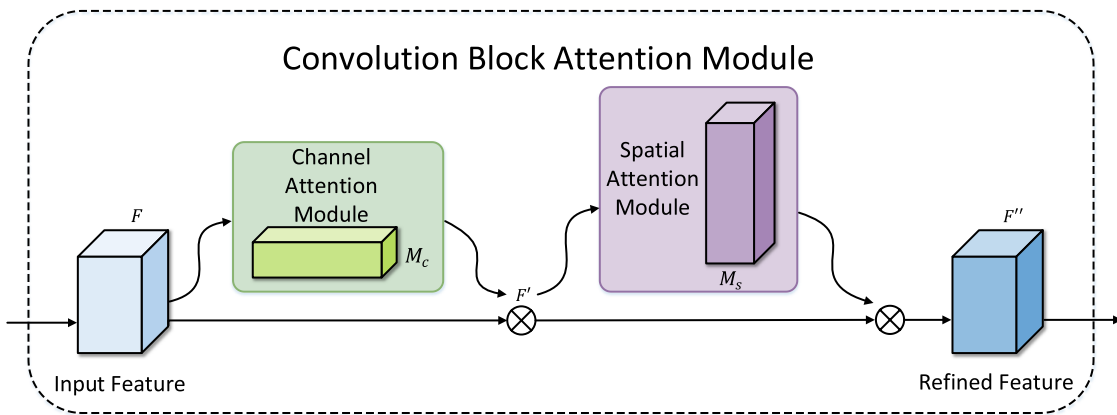 Convolution Block Attention Module
Channel
Attention
Module
M_c
Spatial
Attention
Module
M_s
F
F'
F''
Input Feature
Refined Feature